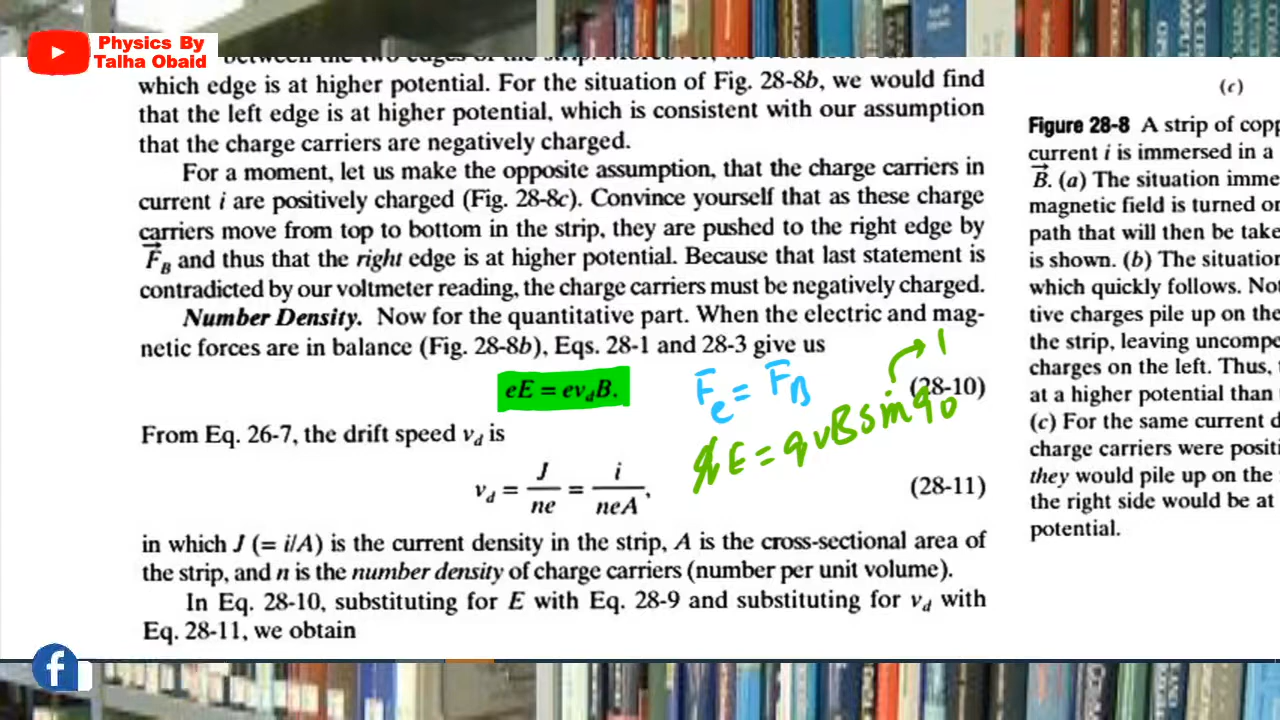 Physics By
Talha Obaid
between the two edges of the strip. Moreover, the
which edge is at higher potential. For the situation of Fig. 28-8b, we would find
that the left edge is at higher potential, which is consistent with our assumption
that the charge carriers are negatively charged.
For a moment, let us make the opposite assumption, that the charge carriers in
current i are positively charged (Fig. 28-8c). Convince yourself that as these charge
carriers move from top to bottom in the strip, they are pushed to the right edge by
F⃗_B and thus that the right edge is at higher potential. Because that last statement is
contradicted by our voltmeter reading, the charge carriers must be negatively charged.
Number Density. Now for the quantitative part. When the electric and mag-
netic forces are in balance (Fig. 28-8b), Eqs. 28-1 and 28-3 give us
eE = ev_dB. (28-10)
F_e = F_B
qE = qvBsin90 → 1
From Eq. 26-7, the drift speed v_d is
v_d = J/ne = i/neA, (28-11)
in which J (= i/A) is the current density in the strip, A is the cross-sectional area of
the strip, and n is the number density of charge carriers (number per unit volume).
In Eq. 28-10, substituting for E with Eq. 28-9 and substituting for v_d with
Eq. 28-11, we obtain
(c)
Figure 28-8 A strip of cop
current i is immersed in a
B⃗. (a) The situation imme
magnetic field is turned on
path that will then be take
is shown. (b) The situation
which quickly follows. Not
tive charges pile up on the
the strip, leaving uncompe
charges on the left. Thus,
at a higher potential than
(c) For the same current d
charge carriers were positi
they would pile up on the
the right side would be at
potential.
f